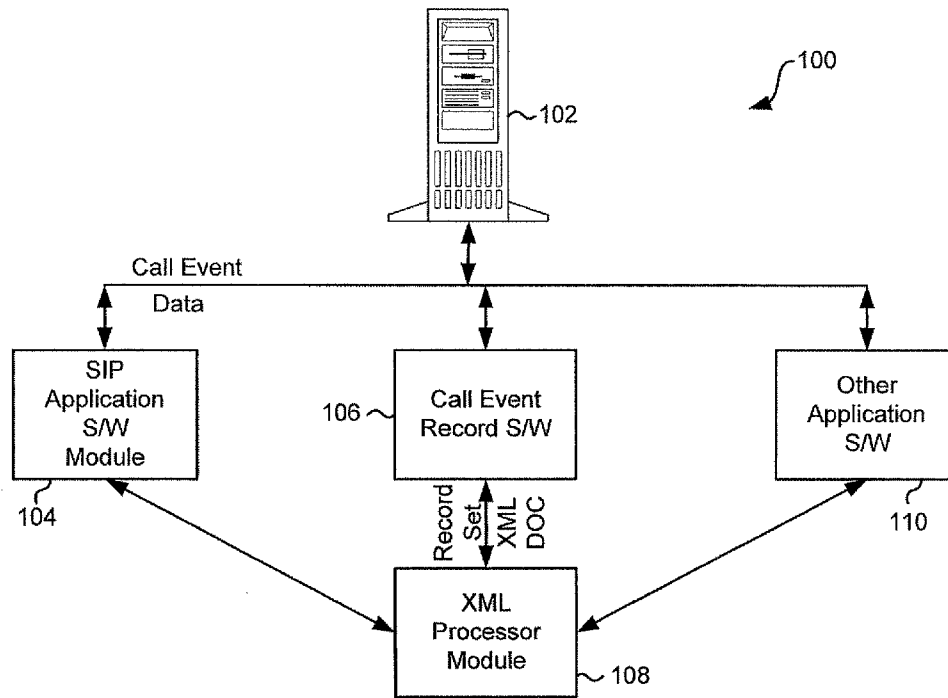 100
102
Call Event
Data
SIP
Application
S/W
Module
104
106
Call Event
Record S/W
Other
Application
S/W
110
Record
Set
XML
DOC
XML
Processor
Module
108